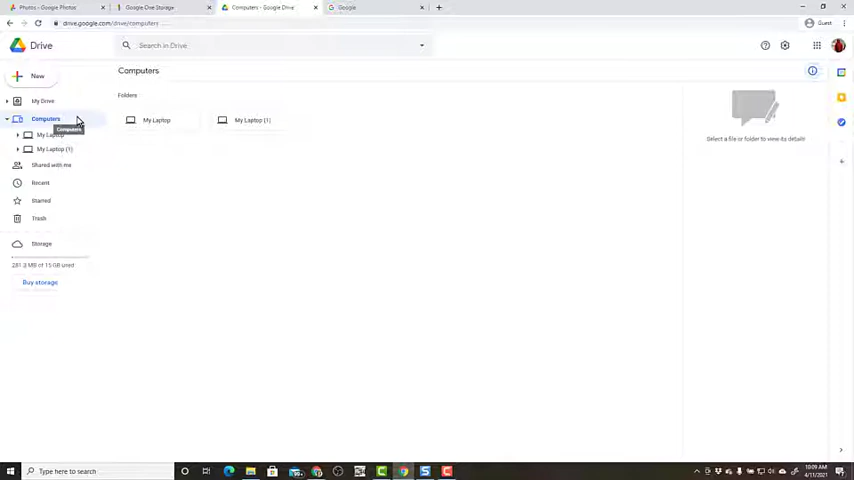 Photos - Google Photos
Google One Storage
Computers - Google Drive
Google
drive.google.com/drive/computers
Guest
Drive
Search in Drive
New
My Drive
Computers
Computers
My Laptop
My Laptop (1)
Shared with me
Recent
Starred
Trash
Storage
281.3 MB of 15 GB used
Buy storage
Computers
Folders
My Laptop
My Laptop (1)
Select a file or folder to view its details
Type here to search
10:09 AM
4/11/2021